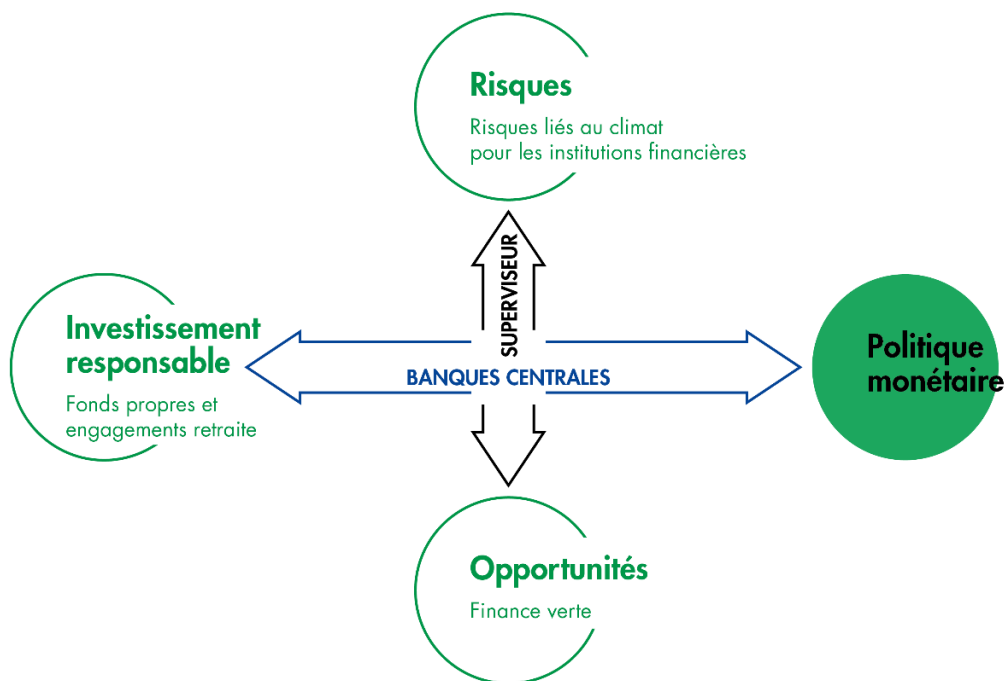 Risques
Risques liés au climat
pour les institutions financières
SUPERVISEUR
Investissement
responsable
Fonds propres et
engagements retraite
BANQUES CENTRALES
Politique
monétaire
Opportunités
Finance verte